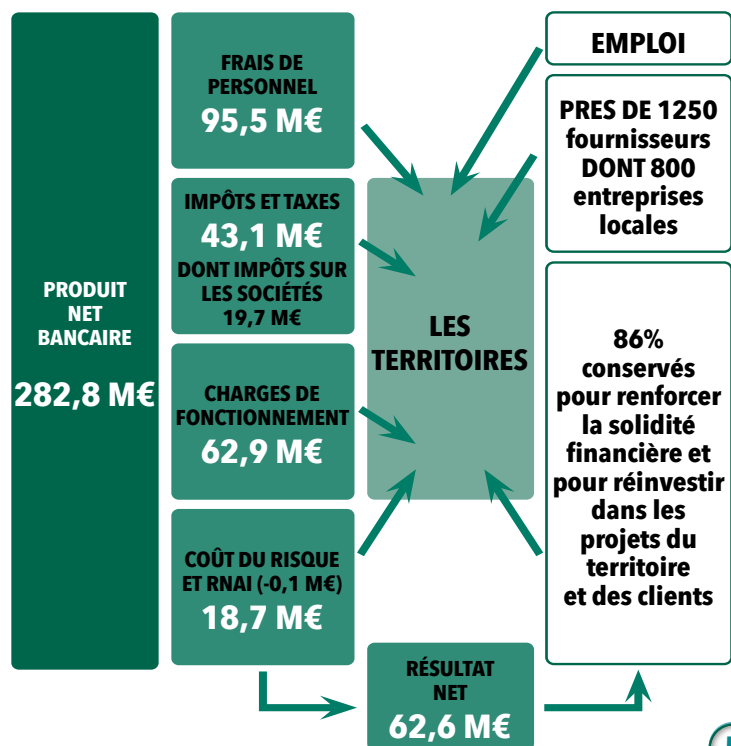 PRODUIT
NET
BANCAIRE
282,8 M€
FRAIS DE
PERSONNEL
95,5 M€
IMPÔTS ET TAXES
43,1 M€
DONT IMPÔTS SUR
LES SOCIÉTÉS
19,7 M€
CHARGES DE
FONCTIONNEMENT
62,9 M€
COÛT DU RISQUE
ET RNAI (-0,1 M€)
18,7 M€
RÉSULTAT
NET
62,6 M€
LES
TERRITOIRES
EMPLOI
PRES DE 1250
fournisseurs
DONT 800
entreprises
locales
86%
conservés
pour renforcer
la solidité
financière et
pour réinvestir
dans les
projets du
territoire
et des clients